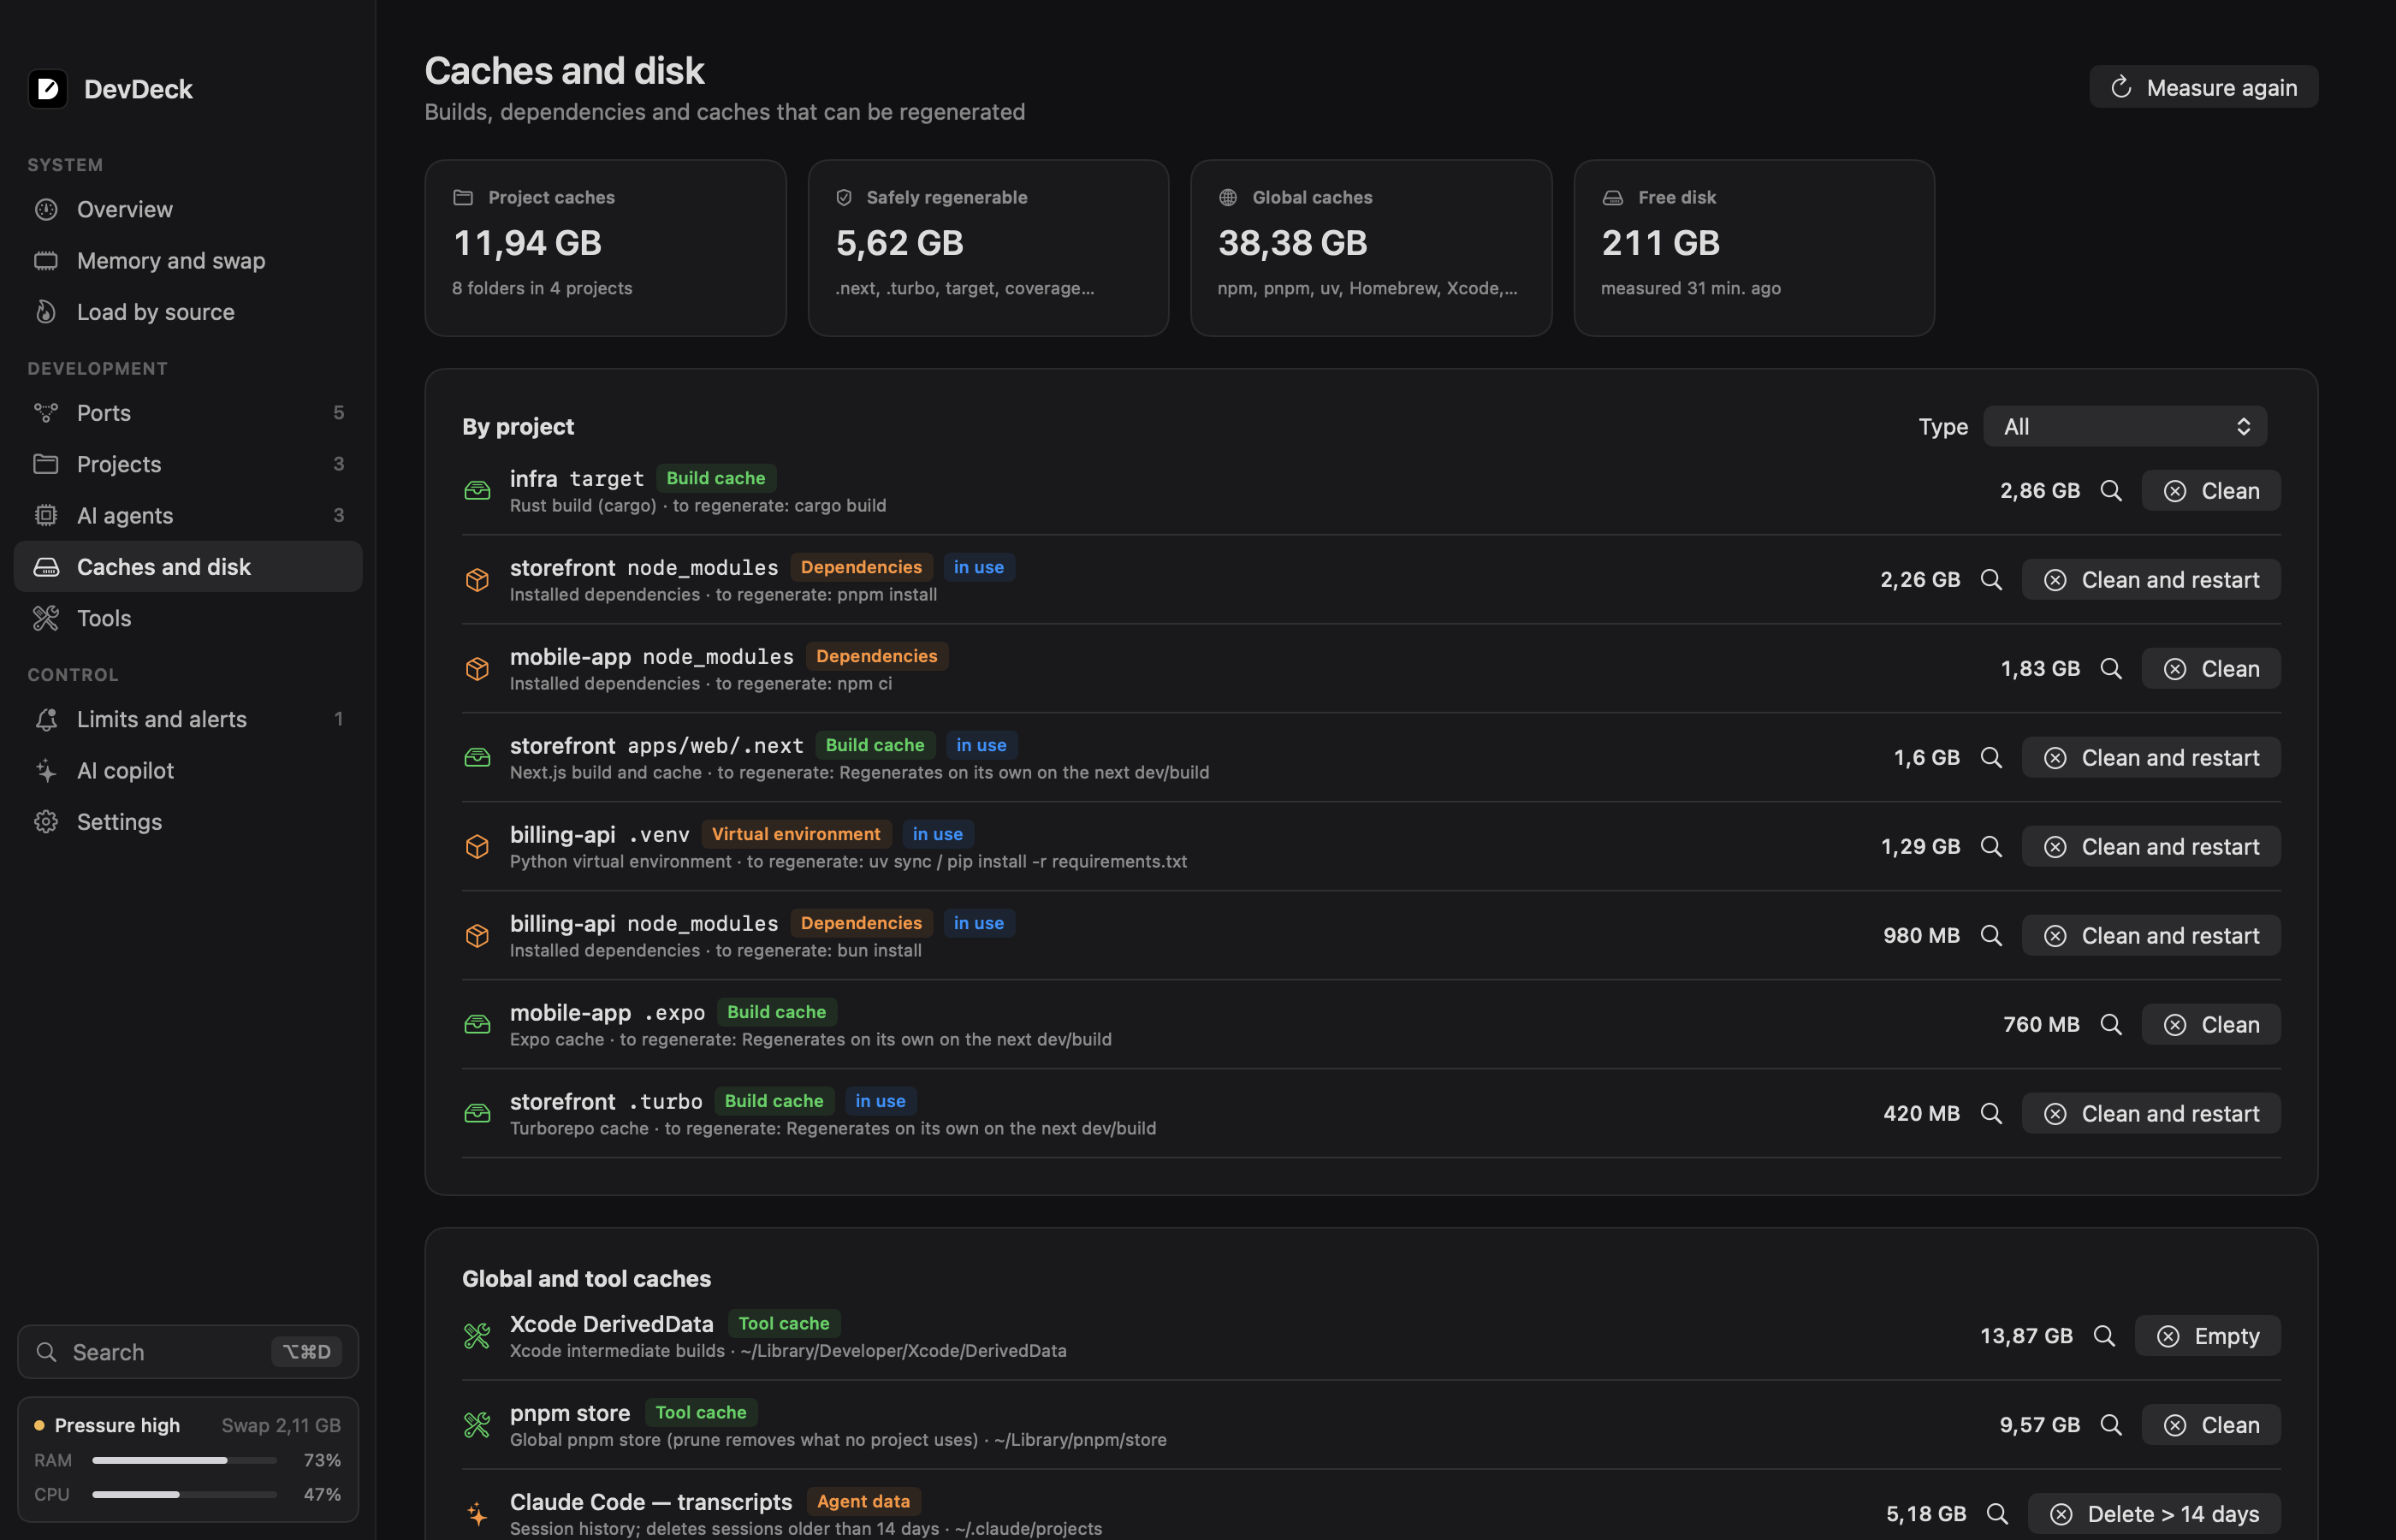 DevDeck
SYSTEM
Overview
Memory and swap
Load by source
DEVELOPMENT
Ports 5
Projects 3
AI agents 3
Caches and disk
Tools
CONTROL
Limits and alerts 1
AI copilot
Settings
Search ⌥⌘D
Pressure high Swap 2,11 GB
RAM 73%
CPU 47%
Caches and disk
Builds, dependencies and caches that can be regenerated
Measure again
Project caches
11,94 GB
8 folders in 4 projects
Safely regenerable
5,62 GB
.next, .turbo, target, coverage...
Global caches
38,38 GB
npm, pnpm, uv, Homebrew, Xcode,...
Free disk
211 GB
measured 31 min. ago
By project
Type All
infra target Build cache
Rust build (cargo) · to regenerate: cargo build
2,86 GB Clean
storefront node_modules Dependencies in use
Installed dependencies · to regenerate: pnpm install
2,26 GB Clean and restart
mobile-app node_modules Dependencies
Installed dependencies · to regenerate: npm ci
1,83 GB Clean
storefront apps/web/.next Build cache in use
Next.js build and cache · to regenerate: Regenerates on its own on the next dev/build
1,6 GB Clean and restart
billing-api .venv Virtual environment in use
Python virtual environment · to regenerate: uv sync / pip install -r requirements.txt
1,29 GB Clean and restart
billing-api node_modules Dependencies in use
Installed dependencies · to regenerate: bun install
980 MB Clean and restart
mobile-app .expo Build cache
Expo cache · to regenerate: Regenerates on its own on the next dev/build
760 MB Clean
storefront .turbo Build cache in use
Turborepo cache · to regenerate: Regenerates on its own on the next dev/build
420 MB Clean and restart
Global and tool caches
Xcode DerivedData Tool cache
Xcode intermediate builds · ~/Library/Developer/Xcode/DerivedData
13,87 GB Empty
pnpm store Tool cache
Global pnpm store (prune removes what no project uses) · ~/Library/pnpm/store
9,57 GB Clean
Claude Code — transcripts Agent data
Session history; deletes sessions older than 14 days · ~/.claude/projects
5,18 GB Delete > 14 days